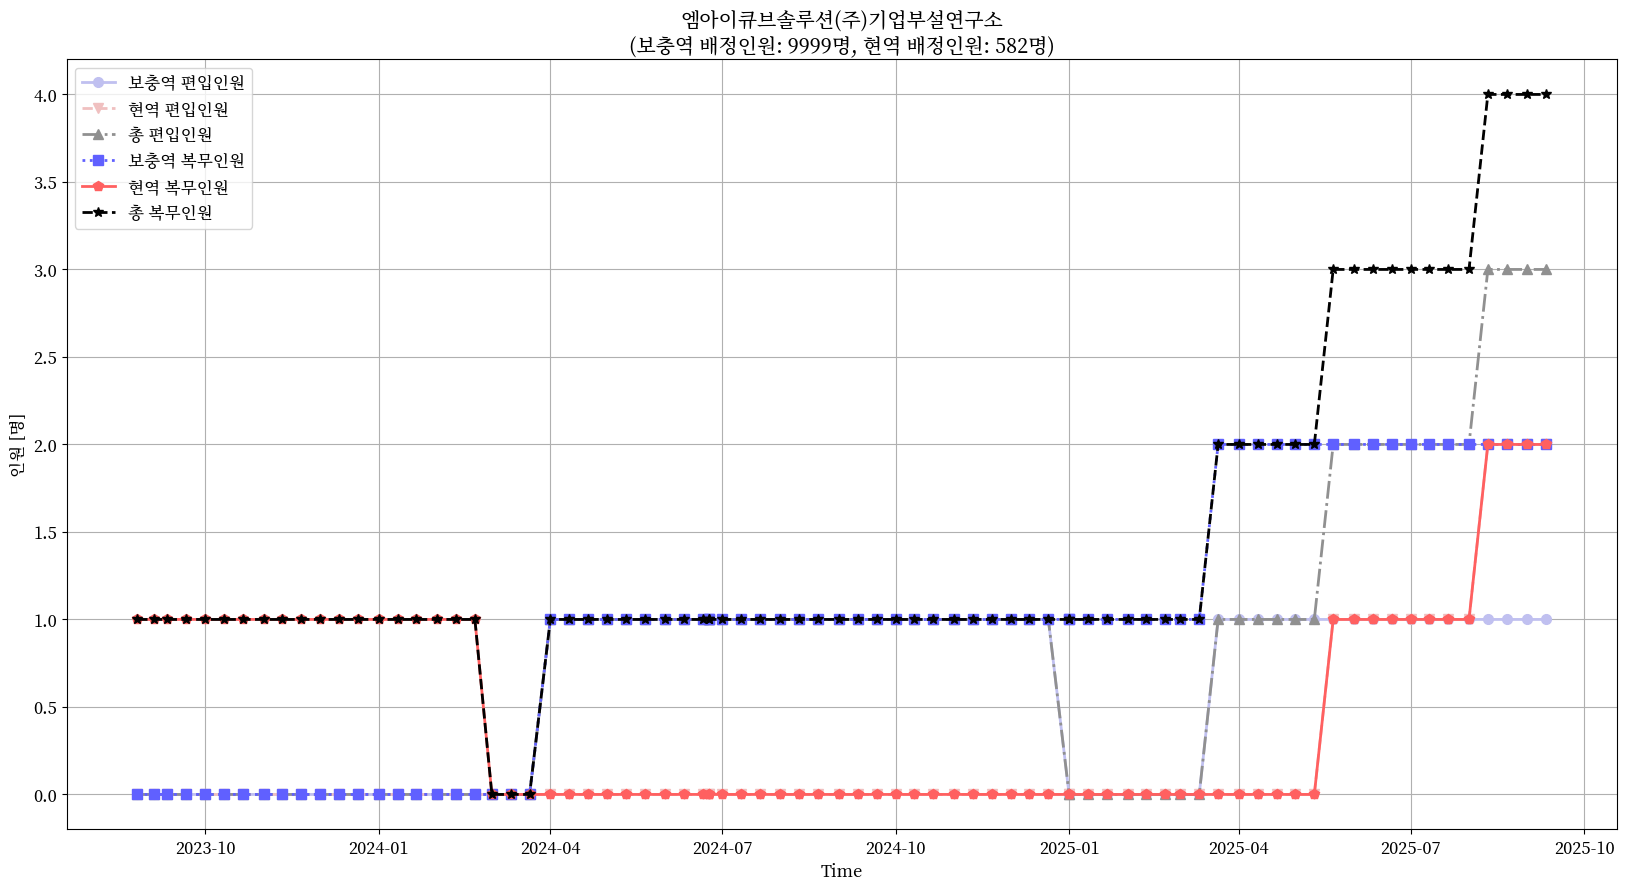 엠아이큐브솔루션(주)기업부설연구소
(보충역 배정인원: 9999명, 현역 배정인원: 582명)
보충역 편입인원
현역 편입인원
총 편입인원
보충역 복무인원
현역 복무인원
총 복무인원
인원 [명]
4.0
3.5
3.0
2.5
2.0
1.5
1.0
0.5
0.0
2023-10
2024-01
2024-04
2024-07
2024-10
2025-01
2025-04
2025-07
2025-10
Time